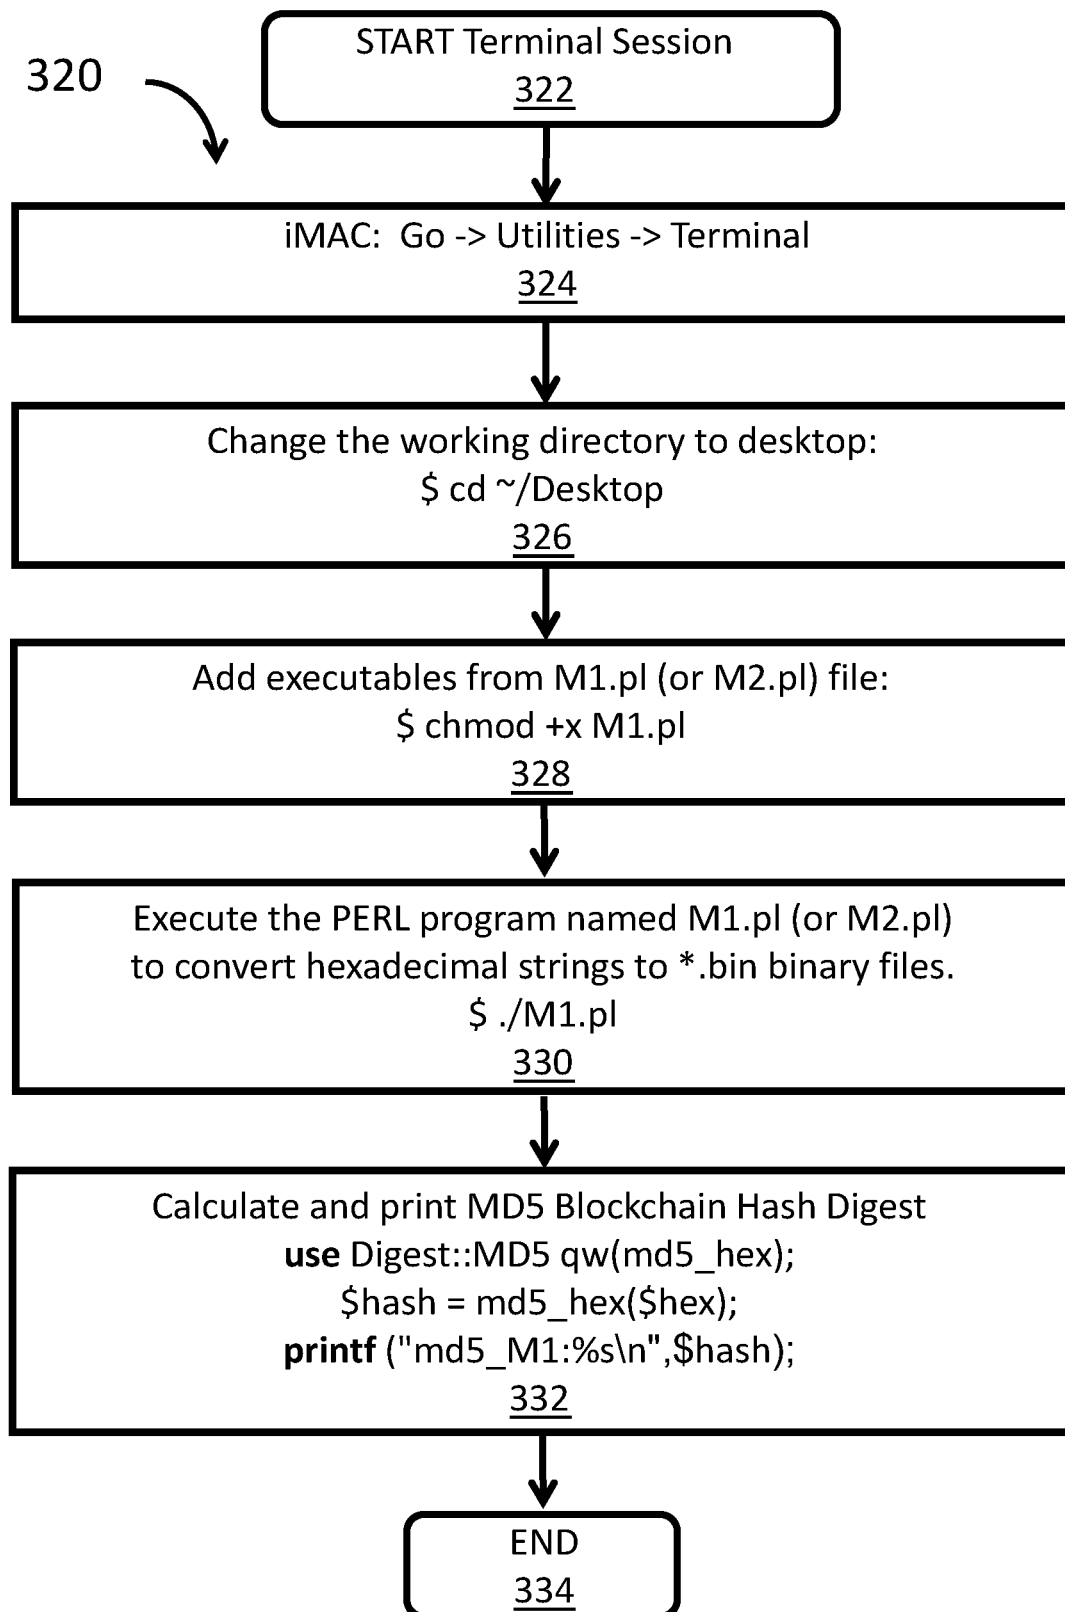 320
START Terminal Session
322
iMAC:  Go -> Utilities -> Terminal
324
Change the working directory to desktop:
$ cd ~/Desktop
326
Add executables from M1.pl (or M2.pl) file:
$ chmod +x M1.pl
328
Execute the PERL program named M1.pl (or M2.pl)
to convert hexadecimal strings to *.bin binary files.
$ ./M1.pl
330
Calculate and print MD5 Blockchain Hash Digest
use Digest::MD5 qw(md5_hex);
$hash = md5_hex($hex);
printf ("md5_M1:%s\n",$hash);
332
END
334